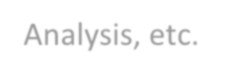 Analysis, etc.